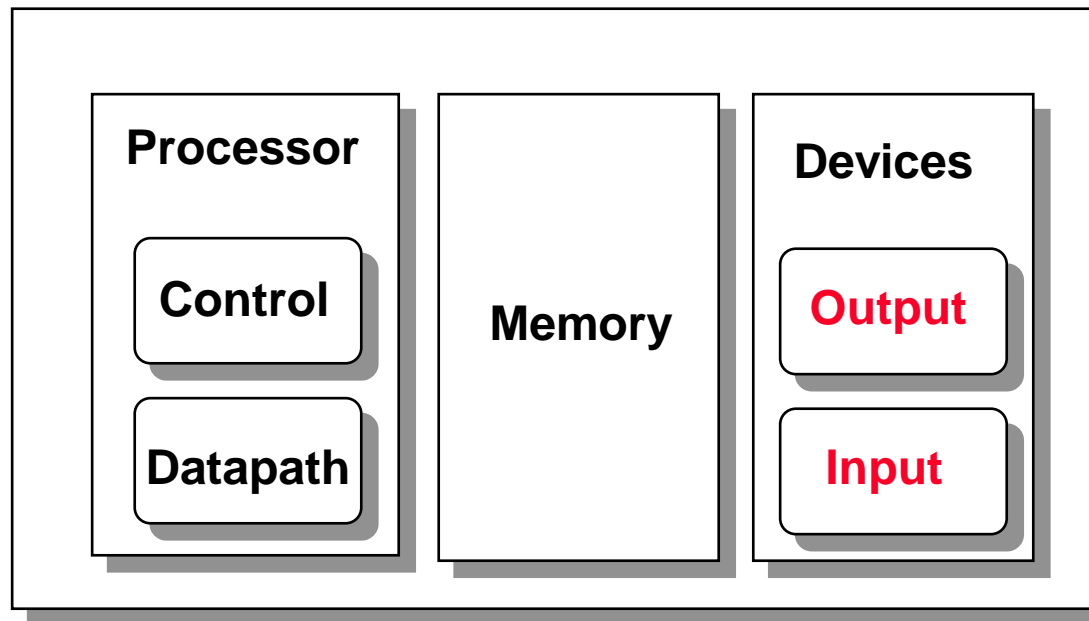 Processor
Control
Datapath
Memory
Devices
Output
Input